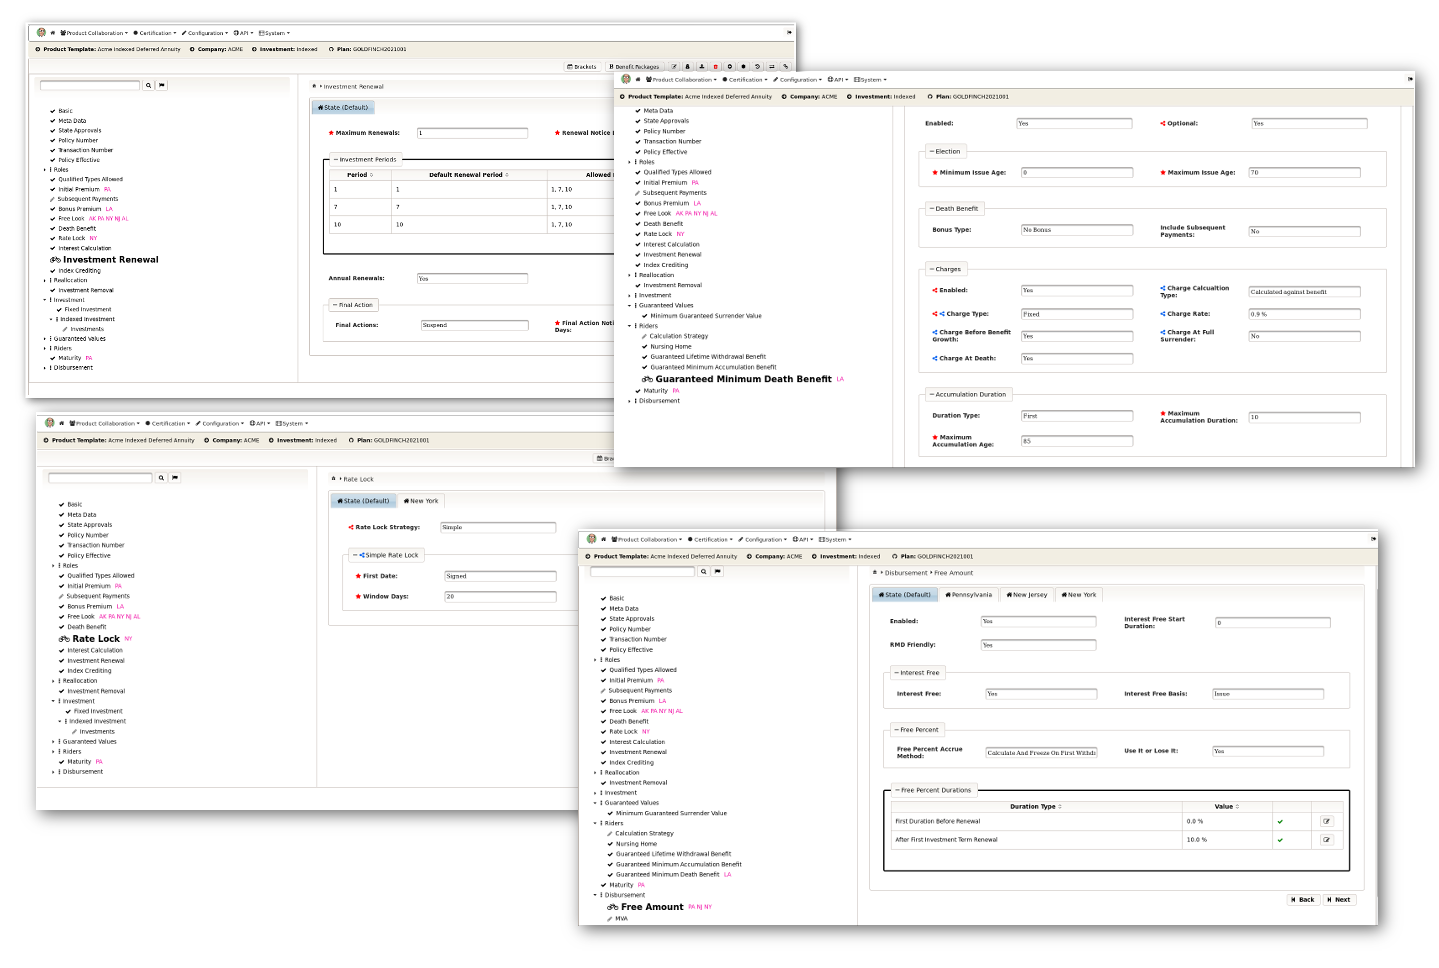 Product Collaboration Certification Configuration API System
Product Template: Acme Indexed Deferred Annuity Company: ACME Investment: Indexed Plan: GOLDFINCH2021001
Brackets Benefit Packages
Investment Renewal
State (Default)
Basic
Meta Data
State Approvals
Policy Number
Transaction Number
Policy Effective
Roles
Qualified Types Allowed
Initial Premium PA
Subsequent Payments
Bonus Premium LA
Free Look AK PA NY NJ AL
Death Benefit
Rate Lock NY
Interest Calculation
Investment Renewal
Index Crediting
Reallocation
Investment Removal
Investment
Fixed Investment
Indexed Investment
Investments
Guaranteed Values
Riders
Maturity PA
Disbursement
Maximum Renewals: 1 Renewal Notice
Investment Periods
Period Default Renewal Period Allowed
1 1 1, 7, 10
7 7 1, 7, 10
10 10 1, 7, 10
Annual Renewals: Yes
Final Action
Final Actions: Suspend Final Action Noti
Days:
Product Collaboration Certification Configuration API System
Product Template: Acme Indexed Deferred Annuity Company: ACME Investment: Indexed Plan: GOLDFINCH2021001
Meta Data
State Approvals
Policy Number
Transaction Number
Policy Effective
Roles
Qualified Types Allowed
Initial Premium PA
Subsequent Payments
Bonus Premium LA
Free Look AK PA NY NJ AL
Death Benefit
Rate Lock NY
Interest Calculation
Investment Renewal
Index Crediting
Reallocation
Investment Removal
Investment
Guaranteed Values
Minimum Guaranteed Surrender Value
Riders
Calculation Strategy
Nursing Home
Guaranteed Lifetime Withdrawal Benefit
Guaranteed Minimum Accumulation Benefit
Guaranteed Minimum Death Benefit LA
Maturity PA
Disbursement
Enabled: Yes Optional: Yes
Election
Minimum Issue Age: 0 Maximum Issue Age: 70
Death Benefit
Bonus Type: No Bonus Include Subsequent Payments: No
Charges
Enabled: Yes Charge Calcualtion Type: Calculated against benefit
Charge Type: Fixed Charge Rate: 0.9 %
Charge Before Benefit Growth: Yes Charge At Full Surrender: No
Charge At Death: Yes
Accumulation Duration
Duration Type: First Maximum Accumulation Duration: 10
Maximum Accumulation Age: 85
Product Collaboration Certification Configuration API System
Product Template: Acme Indexed Deferred Annuity Company: ACME Investment: Indexed Plan: GOLDFINCH2021001
Bra
Rate Lock
State (Default) New York
Basic
Meta Data
State Approvals
Policy Number
Transaction Number
Policy Effective
Roles
Qualified Types Allowed
Initial Premium PA
Subsequent Payments
Bonus Premium LA
Free Look AK PA NY NJ AL
Death Benefit
Rate Lock NY
Interest Calculation
Investment Renewal
Index Crediting
Reallocation
Investment Removal
Investment
Fixed Investment
Indexed Investment
Investments
Guaranteed Values
Riders
Maturity PA
Disbursement
Rate Lock Strategy: Simple
Simple Rate Lock
First Date: Signed
Window Days: 20
Product Collaboration Certification Configuration API System
Product Template: Acme Indexed Deferred Annuity Company: ACME Investment: Indexed Plan: GOLDFINCH2021001
Disbursement Free Amount
State (Default) Pennsylvania New Jersey New York
Basic
Meta Data
State Approvals
Policy Number
Transaction Number
Policy Effective
Roles
Qualified Types Allowed
Initial Premium PA
Subsequent Payments
Bonus Premium LA
Free Look AK PA NY NJ AL
Death Benefit
Rate Lock NY
Interest Calculation
Investment Renewal
Index Crediting
Reallocation
Investment Removal
Investment
Guaranteed Values
Minimum Guaranteed Surrender Value
Riders
Calculation Strategy
Nursing Home
Guaranteed Lifetime Withdrawal Benefit
Guaranteed Minimum Accumulation Benefit
Guaranteed Minimum Death Benefit LA
Maturity PA
Disbursement
Free Amount PA NJ NY
MVA
Enabled: Yes Interest Free Start Duration: 0
RMD Friendly: Yes
Interest Free
Interest Free: Yes Interest Free Basis: Issue
Free Percent
Free Percent Accrue Method: Calculate And Freeze On First Withdr Use It or Lose It: Yes
Free Percent Durations
Duration Type Value
First Duration Before Renewal 0.0 %
After First Investment Term Renewal 10.0 %
Back Next